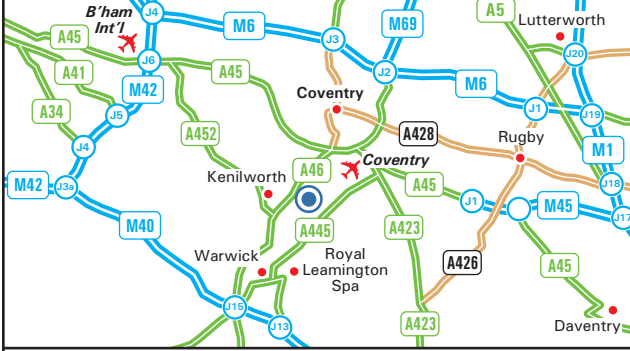 B'ham
Int'l
J4
M6
M69
A5
Lutterworth
A45
J3
J20
A41
J6
A45
J2
M6
M42
Coventry
A34
J5
A452
A428
J1
J19
J4
Rugby
M1
A46
Coventry
M42
J3a
Kenilworth
A45
J1
M45
J18
J17
M40
A445
A423
Warwick
Royal
Leamington
Spa
A426
A45
J15
J13
A423
Daventry